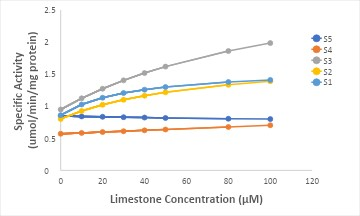 2.5
2
1.5
1
0.5
0
0
20
40
60
80
100
120
Specific Activity
(umol/min/mg protein)
Limestone Concentration (µM)
S5
S4
S3
S2
S1